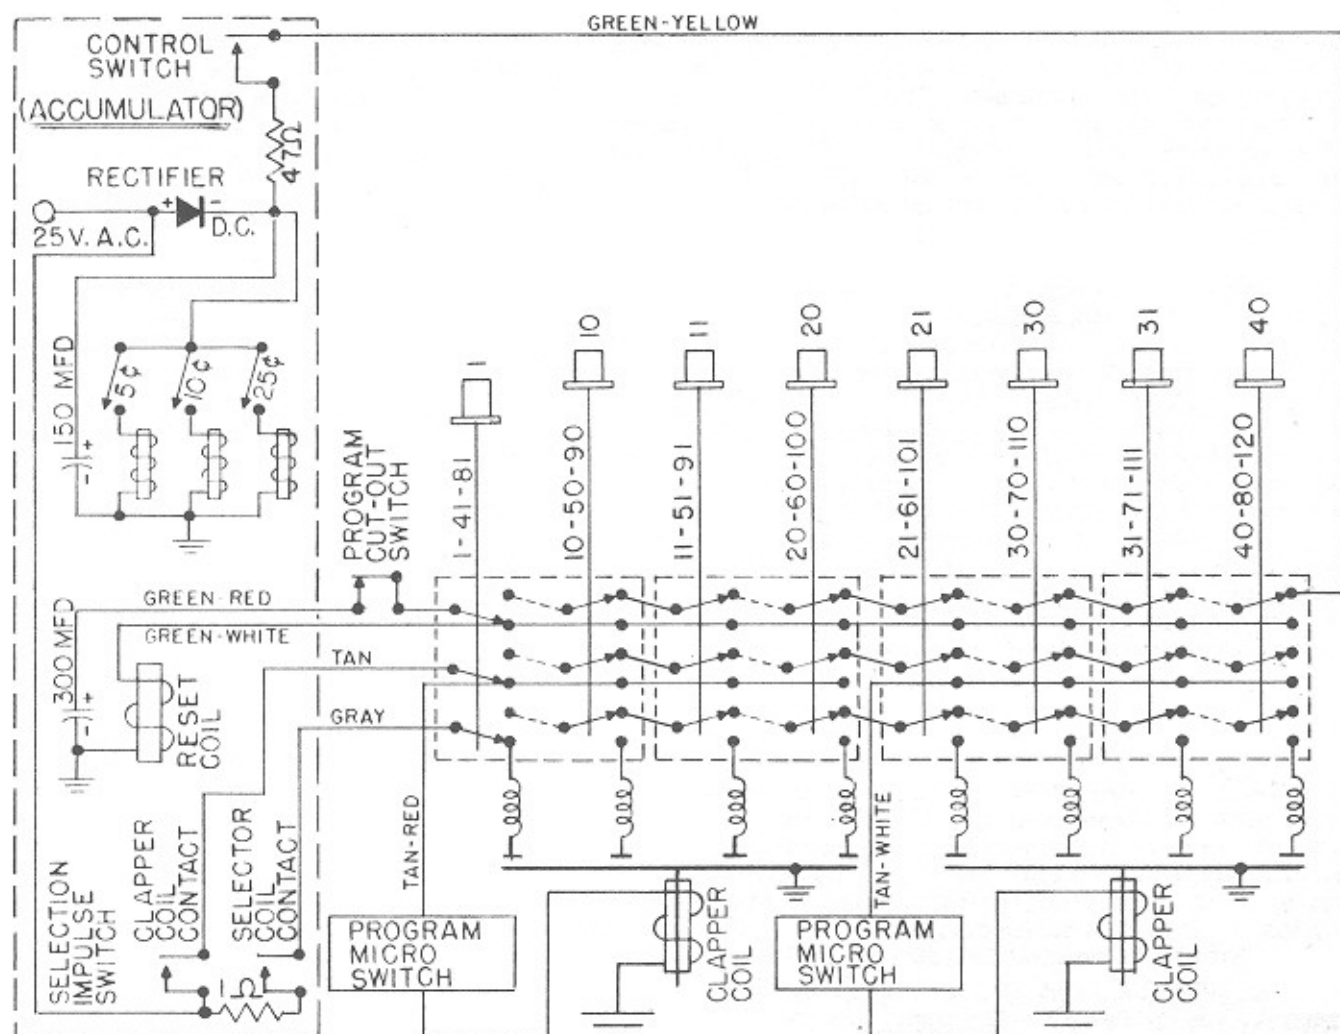 GREEN-YELLOW
CONTROL
SWITCH
(ACCUMULATOR)
47Ω
RECTIFIER
+ -
25V. A.C.
D.C.
150 MFD
+
-
5¢
10¢
25¢
PROGRAM
CUT-OUT
SWITCH
1
10
11
20
21
30
31
40
1-41-81
10-50-90
11-51-91
20-60-100
21-61-101
30-70-110
31-71-111
40-80-120
GREEN-RED
GREEN-WHITE
TAN
GRAY
300MFD
+
-
RESET
COIL
SELECTION
IMPULSE
SWITCH
CLAPPER
COIL
CONTACT
SELECTOR
COIL
CONTACT
1Ω
TAN-RED
TAN-WHITE
PROGRAM
MICRO
SWITCH
CLAPPER
COIL
PROGRAM
MICRO
SWITCH
CLAPPER
COIL